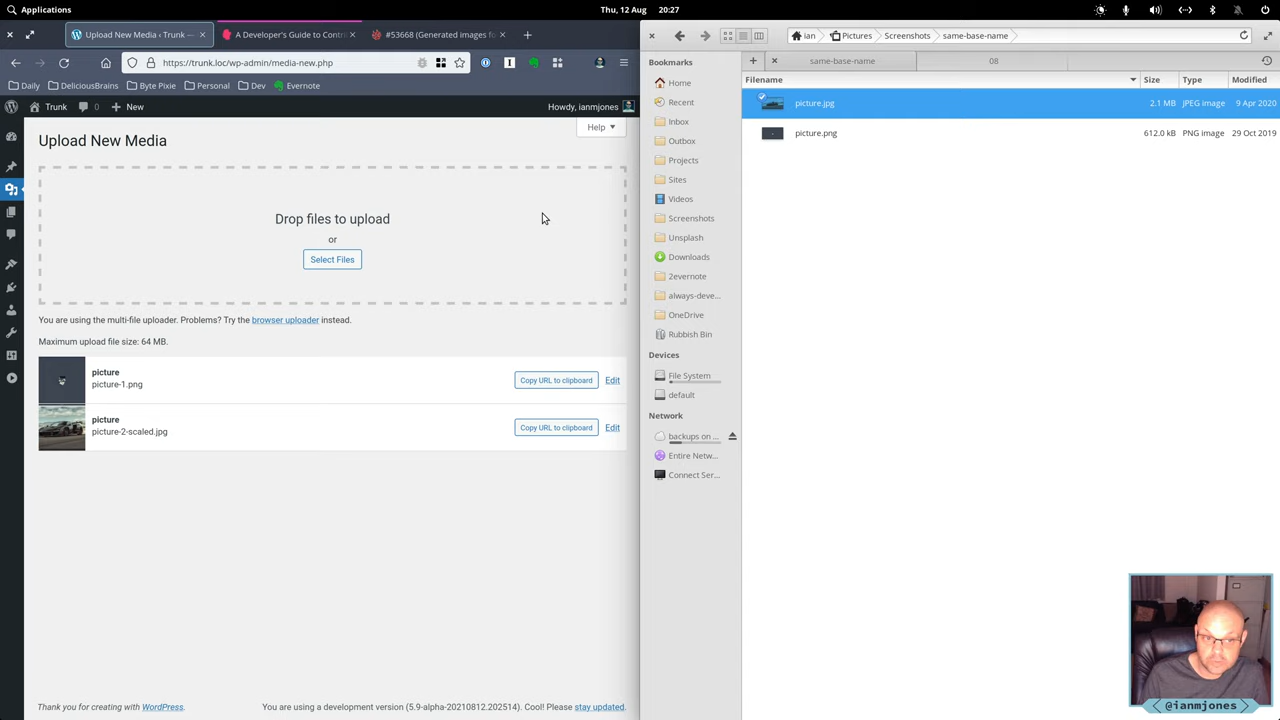 Applications
Thu, 12 Aug 20:27
Upload New Media ‹ Trunk —
A Developer's Guide to Contri
#53668 (Generated images fo
https://trunk.loc/wp-admin/media-new.php
Daily
DeliciousBrains
Byte Pixie
Personal
Dev
Evernote
Trunk 0 New
Howdy, ianmjones
Help
Upload New Media
Drop files to upload
or
Select Files
You are using the multi-file uploader. Problems? Try the browser uploader instead.
Maximum upload file size: 64 MB.
picture
picture-1.png
Copy URL to clipboard
Edit
picture
picture-2-scaled.jpg
Copy URL to clipboard
Edit
Thank you for creating with WordPress.
You are using a development version (5.9-alpha-20210812.202514). Cool! Please stay updated.
ian
Pictures
Screenshots
same-base-name
Bookmarks
Home
Recent
Inbox
Outbox
Projects
Sites
Videos
Screenshots
Unsplash
Downloads
2evernote
always-deve...
OneDrive
Rubbish Bin
Devices
File System
default
Network
backups on ...
Entire Netw...
Connect Ser...
same-base-name
08
Filename Size Type Modified
picture.jpg 2.1 MB JPEG image 9 Apr 2020
picture.png 612.0 kB PNG image 29 Oct 2019
< @ianmjones >